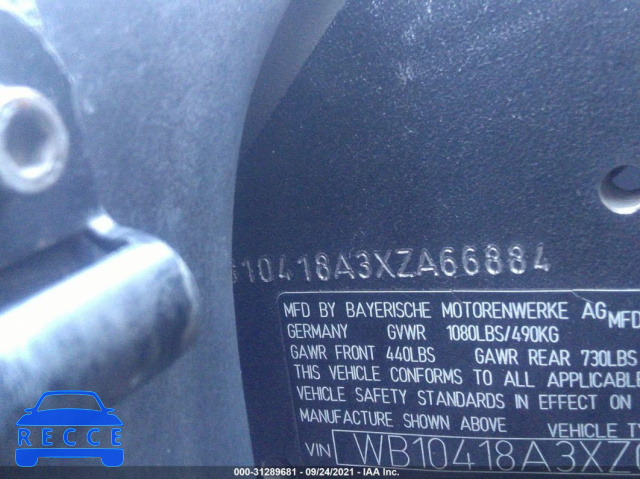 10418A3XZA66884
MFD BY BAYERISCHE MOTORENWERKE AG MFD
GERMANY GVWR 1080LBS/490KG
GAWR FRONT 440LBS GAWR REAR 730LBS
THIS VEHICLE CONFORMS TO ALL APPLICABLE
VEHICLE SAFETY STANDARDS IN EFFECT ON
MANUFACTURE SHOWN ABOVE VEHICLE TY
VIN WB10418A3XZ
RECCE
000-31289681 - 09/24/2021 - IAA Inc.